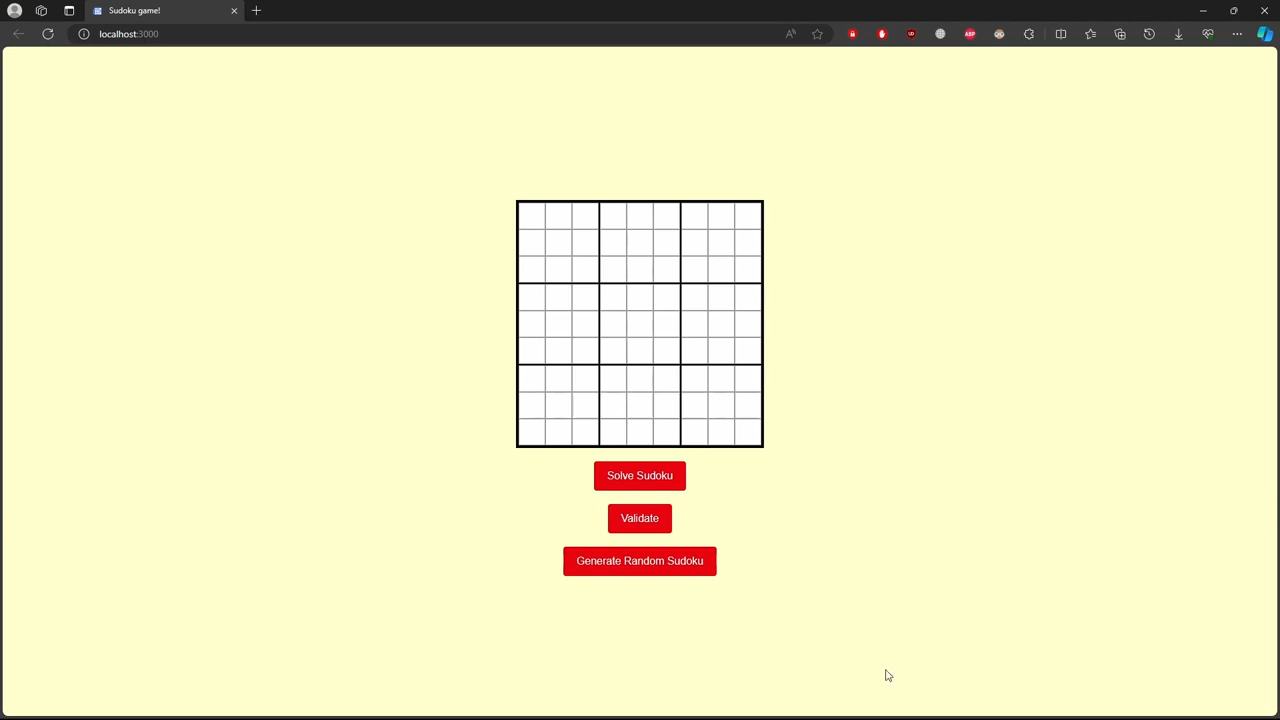 Sudoku game!
localhost:3000
Solve Sudoku
Validate
Generate Random Sudoku